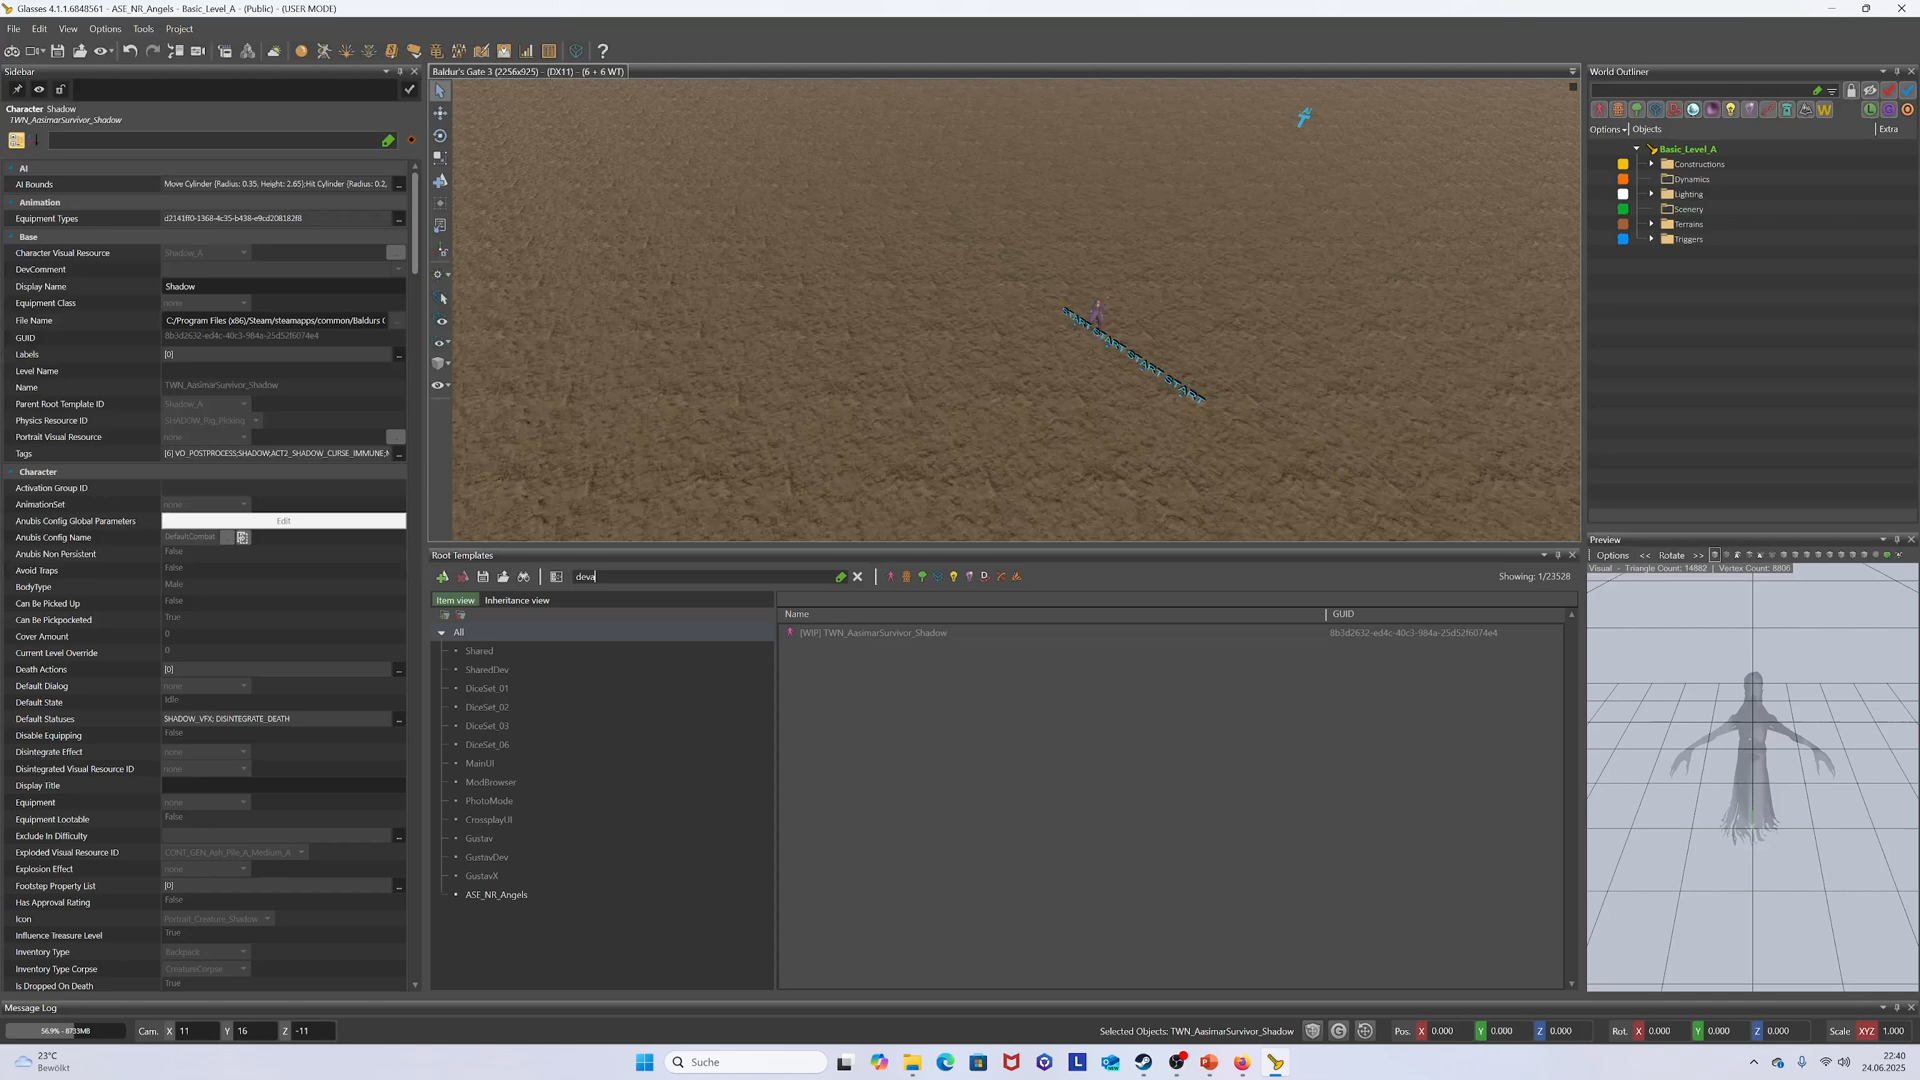 Glasses 4.1.1.6848561 - ASE_NR_Angels - Basic_Level_A - (Public) - (USER MODE)
File Edit View Options Tools Project
Sidebar
Character Shadow
TWN_AasimarSurvivor_Shadow
AI
AI Bounds Move Cylinder {Radius: 0.35, Height: 2.65};Hit Cylinder {Radius: 0.2, ...
Animation
Equipment Types d2141ff0-1368-4c35-b438-e9cd208182f8 ...
Base
Character Visual Resource Shadow_A ...
DevComment
Display Name Shadow
Equipment Class none
File Name C:/Program Files (x86)/Steam/steamapps/common/Baldurs G
GUID 8b3d2632-ed4c-40c3-984a-25d52f6074e4
Labels [0] ...
Level Name
Name TWN_AasimarSurvivor_Shadow
Parent Root Template ID Shadow_A
Physics Resource ID SHADOW_Rig_Picking
Portrait Visual Resource none ...
Tags [6] VO_POSTPROCESS;SHADOW;ACT2_SHADOW_CURSE_IMMUNE; ...
Character
Activation Group ID
AnimationSet none
Anubis Config Global Parameters Edit
Anubis Config Name DefaultCombat
Anubis Non Persistent False
Avoid Traps False
BodyType Male
Can Be Picked Up False
Can Be Pickpocketed True
Cover Amount 0
Current Level Override 0
Death Actions [0] ...
Default Dialog none
Default State Idle
Default Statuses SHADOW_VFX; DISINTEGRATE_DEATH ...
Disable Equipping False
Disintegrate Effect none
Disintegrated Visual Resource ID none
Display Title
Equipment none
Equipment Lootable False
Exclude In Difficulty ...
Exploded Visual Resource ID CONT_GEN_Ash_Pile_A_Medium_A
Explosion Effect none
Footstep Property List [0] ...
Has Approval Rating False
Icon Portrait_Creature_Shadow
Influence Treasure Level True
Inventory Type Backpack
Inventory Type Corpse CreatureCorpse
Is Dropped On Death True
Baldur's Gate 3 (2256x925) - (DX11) - (6 + 6 WT)
START START START START
Root Templates
deva
Showing: 1/23528
Item view Inheritance view
All
Shared
SharedDev
DiceSet_01
DiceSet_02
DiceSet_03
DiceSet_06
MainUI
ModBrowser
PhotoMode
CrossplayUI
Gustav
GustavDev
GustavX
ASE_NR_Angels
Name GUID
[WIP] TWN_AasimarSurvivor_Shadow 8b3d2632-ed4c-40c3-984a-25d52f6074e4
World Outliner
W L G
Options Objects Extra
Basic_Level_A
Constructions
Dynamics
Lighting
Scenery
Terrains
Triggers
Preview
Options << Rotate >>
Visual - Triangle Count: 14882 | Vertex Count: 8806
Message Log
56.9% - 8733MB Cam. X 11 Y 16 Z -11 Selected Objects: TWN_AasimarSurvivor_Shadow Pos. X 0.000 Y 0.000 Z 0.000 Rot. X 0.000 Y 0.000 Z 0.000 Scale XYZ 1.000
23°C
Bewölkt
Suche
22:40
24.06.2025